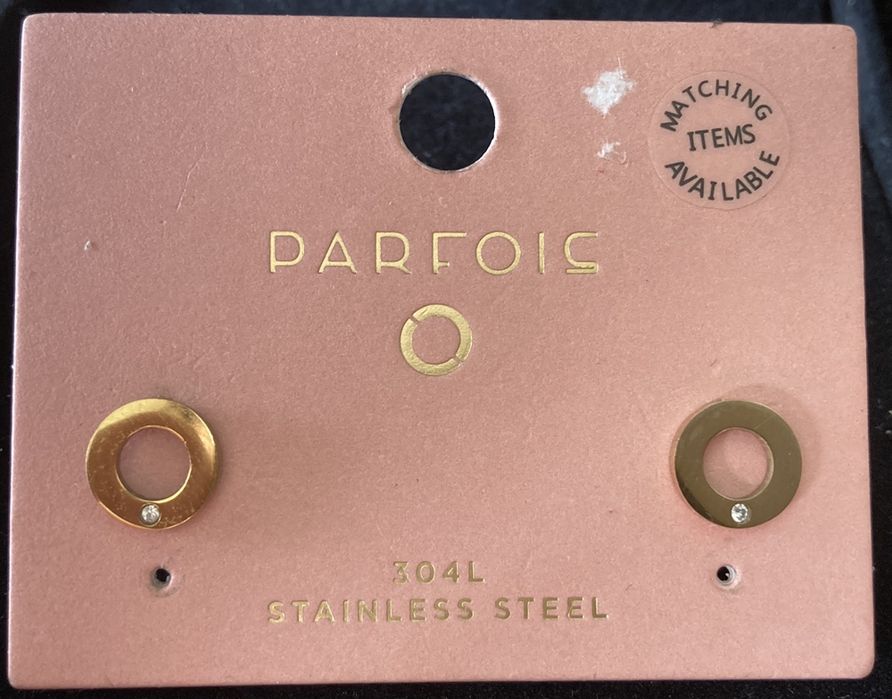 MATCHING
ITEMS
AVAILABLE
PARFOIS
304L
STAINLESS STEEL